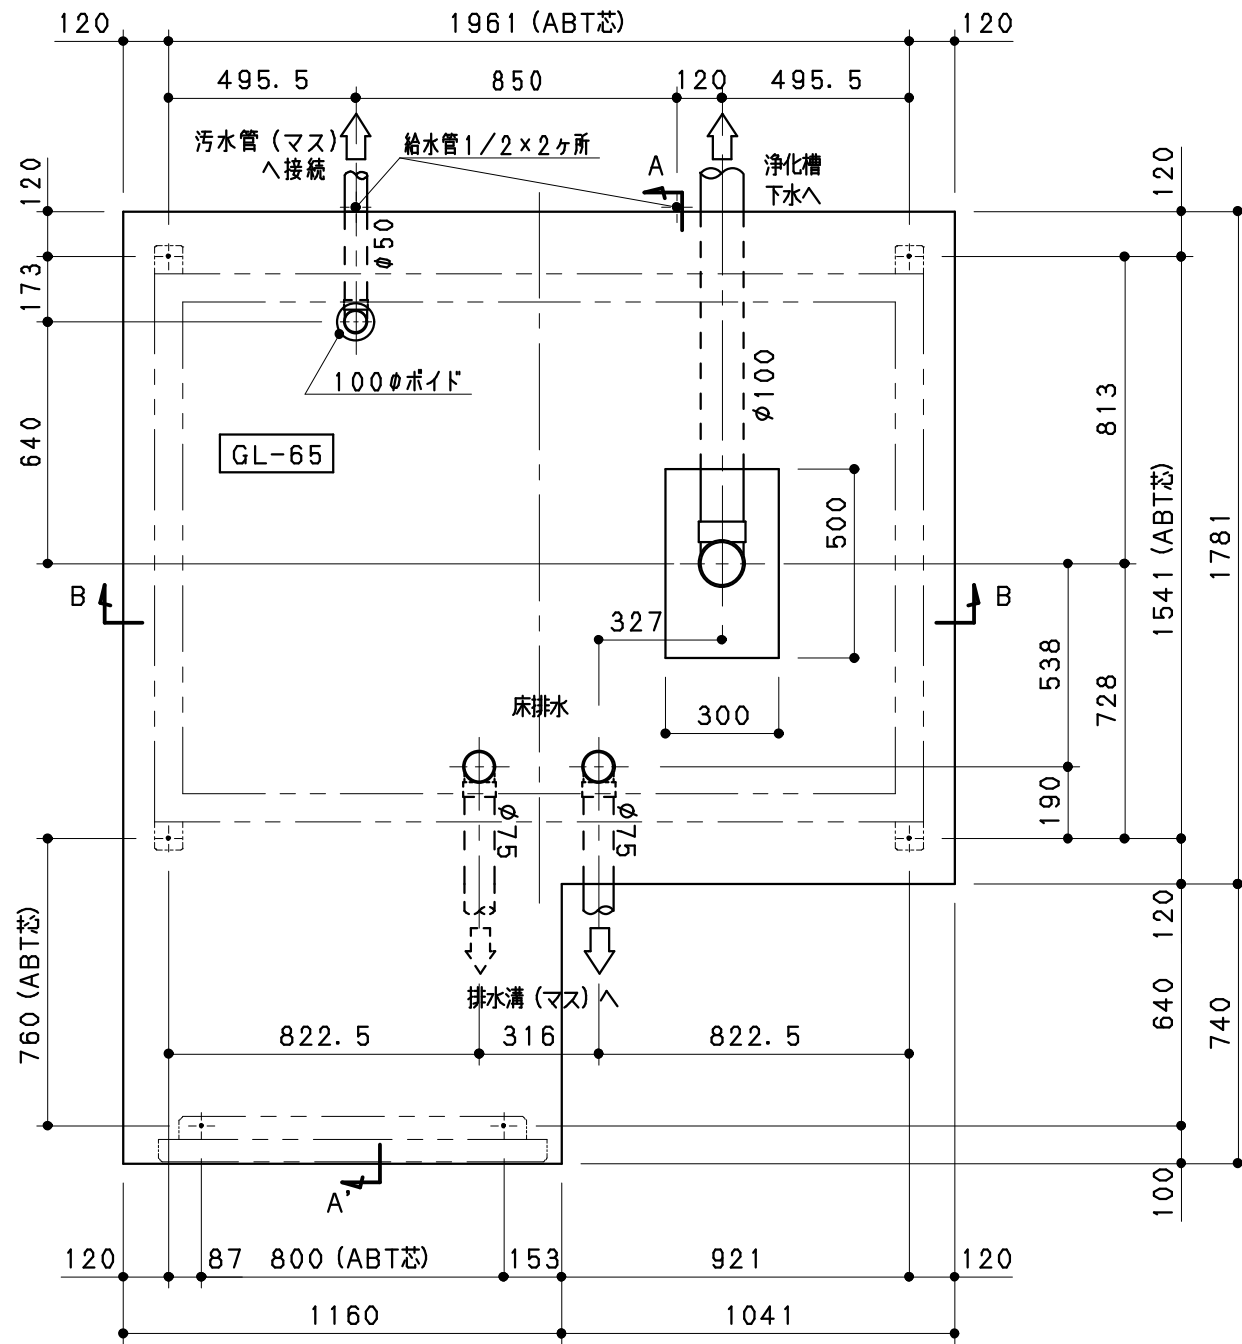 120
1961 (ABT芯)
120
495.5
850
120
495.5
汚水管 (マス)
へ接続
給水管1/2×2ヶ所
A
浄化槽
下水へ
120
120
φ50
173
100φボイド
φ100
813
640
GL-65
500
1541 (ABT芯)
1781
B
B
327
538
728
床排水
300
190
φ75
φ75
760 (ABT芯)
120
排水溝 (マス) へ
640
740
822.5
316
822.5
A'
100
120
87
800 (ABT芯)
153
921
120
1160
1041